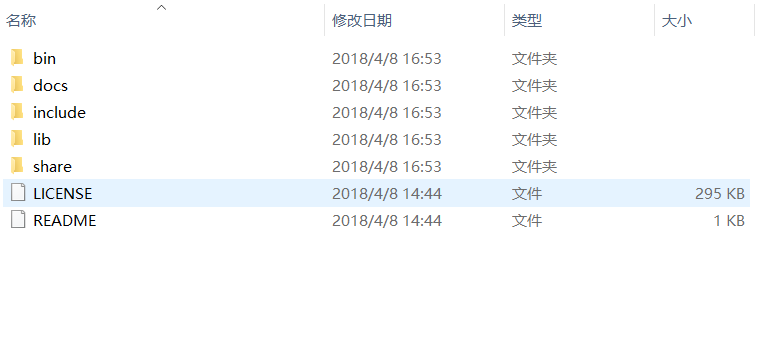 名称 修改日期 类型 大小
bin 2018/4/8 16:53 文件夹
docs 2018/4/8 16:53 文件夹
include 2018/4/8 16:53 文件夹
lib 2018/4/8 16:53 文件夹
share 2018/4/8 16:53 文件夹
LICENSE 2018/4/8 14:44 文件 295 KB
README 2018/4/8 14:44 文件 1 KB